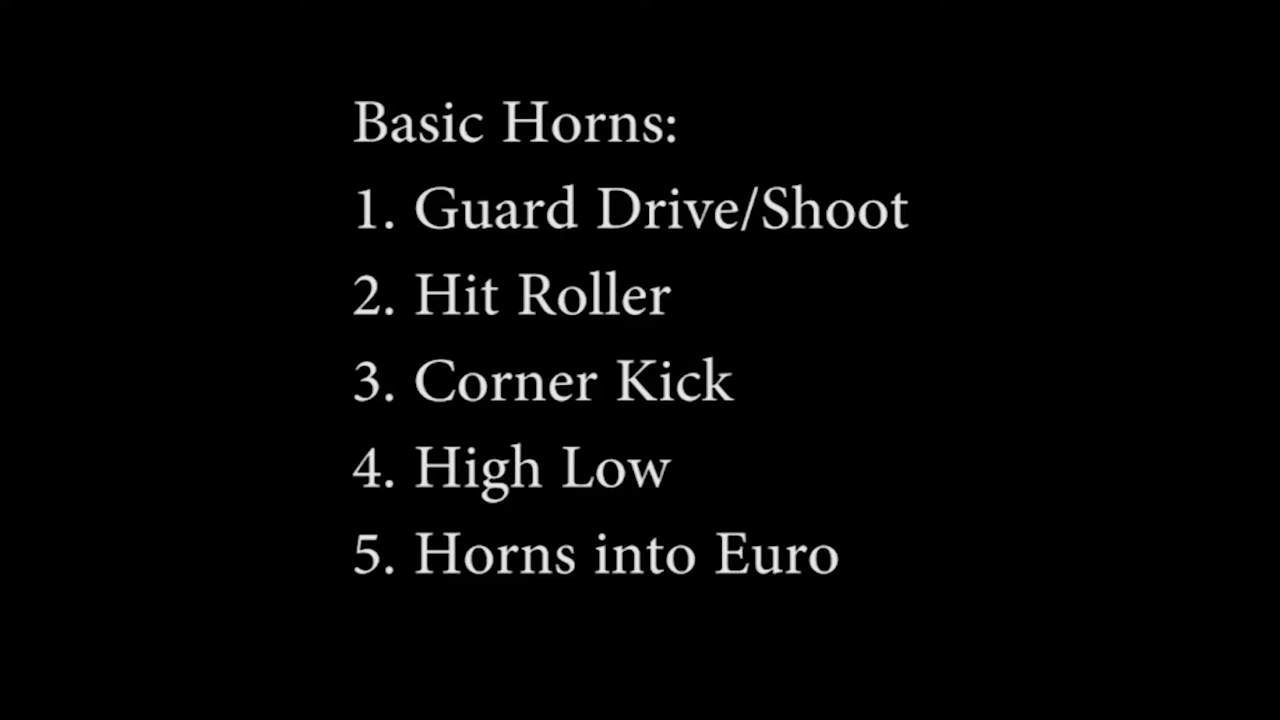 Basic Horns:
1. Guard Drive/Shoot
2. Hit Roller
3. Corner Kick
4. High Low
5. Horns into Euro